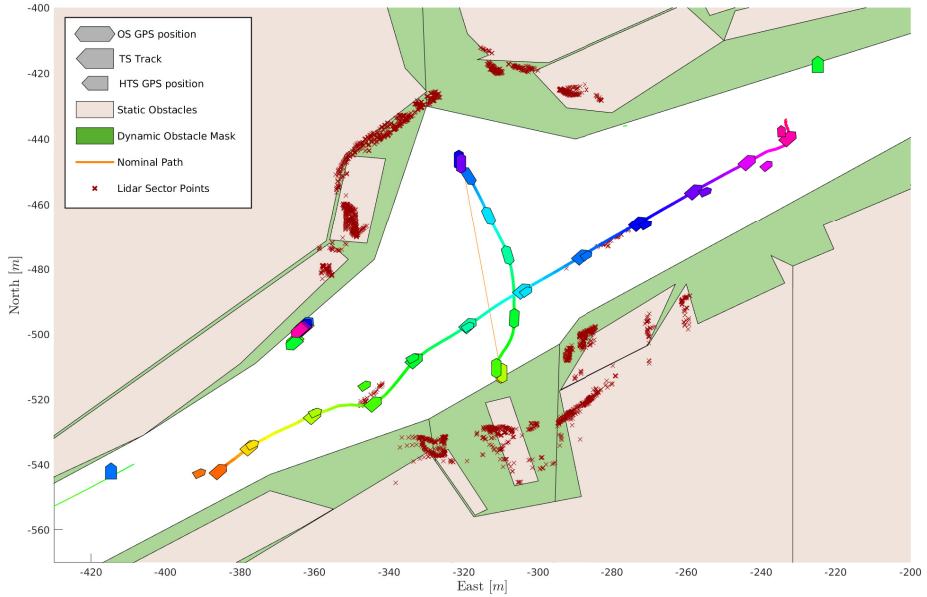 OS GPS position
TS Track
HTS GPS position
Static Obstacles
Dynamic Obstacle Mask
Nominal Path
Lidar Sector Points
-400
-420
-440
-460
-480
-500
-520
-540
-560
North [m]
-420 -400 -380 -360 -340 -320 -300 -280 -260 -240 -220 -200
East [m]